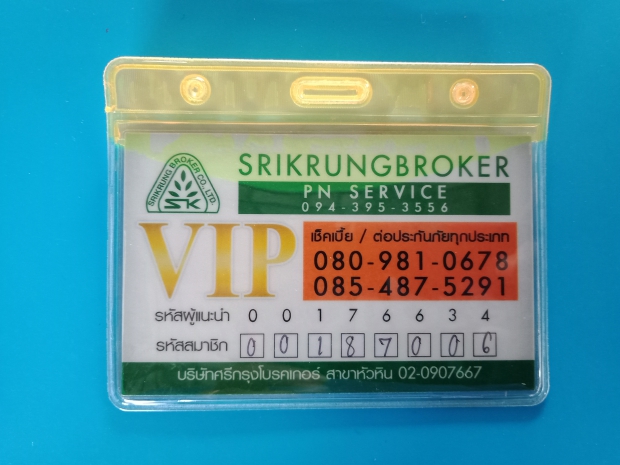 SRIKRUNG BROKER CO.,LTD.
SRIKRUNGBROKER
PN SERVICE
094-395-3556
VIP
เช็คเบี้ย / ต่อประกันภัยทุกประเภท
080-981-0678
085-487-5291
รหัสผู้แนะนำ 0 0 1 7 6 6 3 4
รหัสสมาชิก 0 0 1 8 7 0 0 6
บริษัทศรีกรุงโบรคเกอร์ สาขาหัวหิน 02-0907667